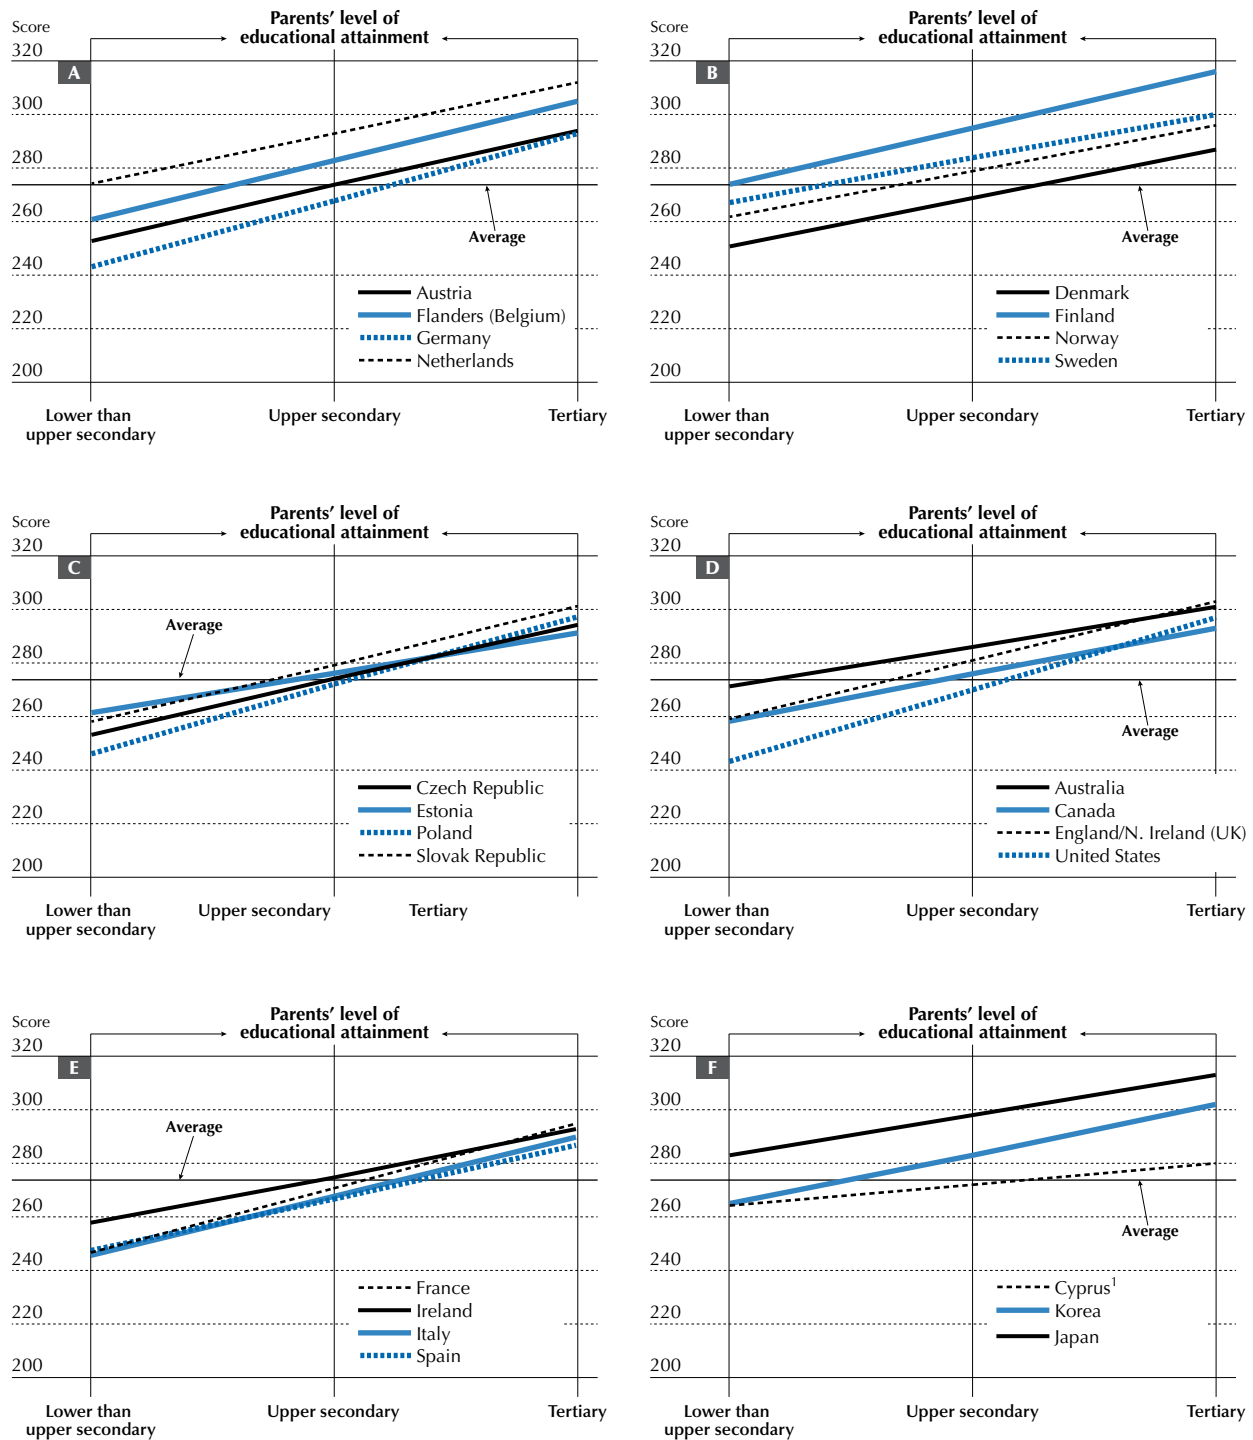 Parents’ level of
educational attainment
Score
320
A
300
280
260
Average
240
Austria
Flanders (Belgium)
220
Germany
Netherlands
200
Lower than
upper secondary
Upper secondary
Tertiary
Parents’ level of
educational attainment
Score
320
B
300
280
260
Average
240
Denmark
Finland
220
Norway
Sweden
200
Lower than
upper secondary
Upper secondary
Tertiary
Parents’ level of
educational attainment
Score
320
C
300
Average
280
260
240
Czech Republic
Estonia
220
Poland
Slovak Republic
200
Lower than
upper secondary
Upper secondary
Tertiary
Parents’ level of
educational attainment
Score
320
D
300
280
260
Average
240
Australia
Canada
220
England/N. Ireland (UK)
United States
200
Lower than
upper secondary
Upper secondary
Tertiary
Parents’ level of
educational attainment
Score
320
E
300
Average
280
260
240
France
Ireland
220
Italy
Spain
200
Lower than
upper secondary
Upper secondary
Tertiary
Parents’ level of
educational attainment
Score
320
F
300
280
260
Average
240
Cyprus1
Korea
220
Japan
200
Lower than
upper secondary
Upper secondary
Tertiary